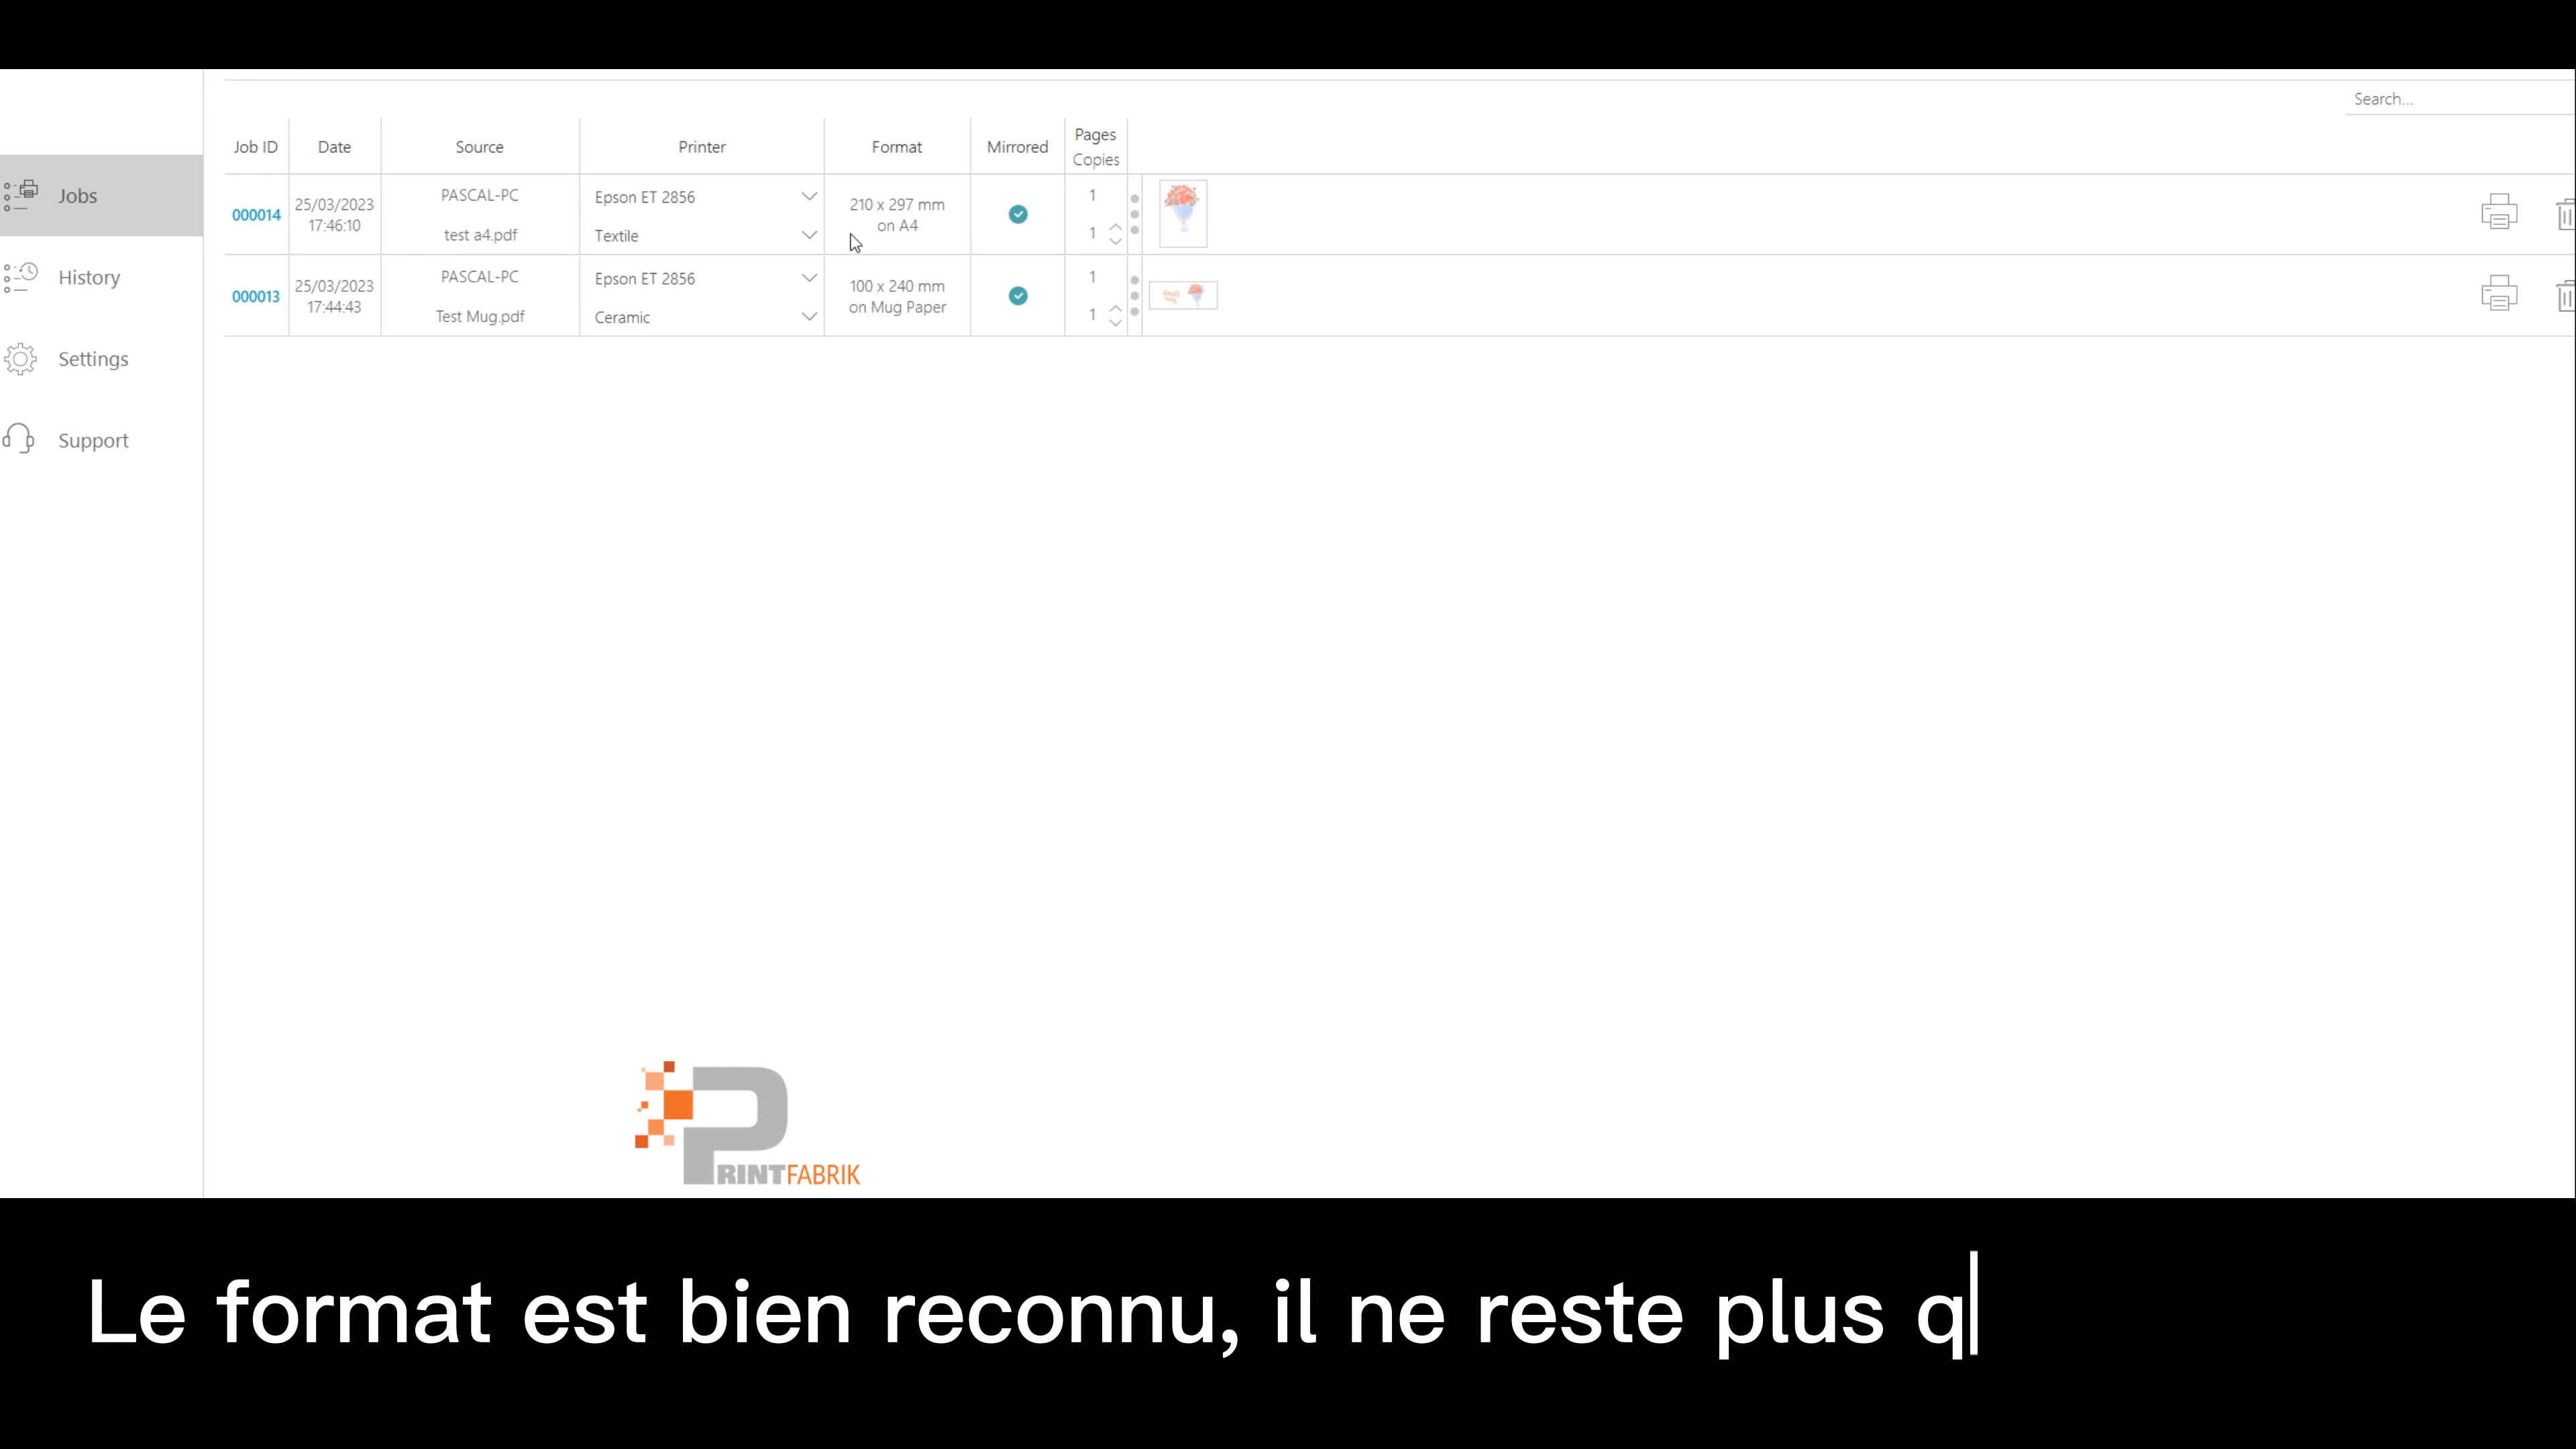 Search...
Job ID
Date
Source
Printer
Format
Mirrored
Pages
Copies
Jobs
000014
25/03/2023
17:46:10
PASCAL-PC
test a4.pdf
Epson ET 2856
Textile
210 x 297 mm
on A4
1
1
History
000013
25/03/2023
17:44:43
PASCAL-PC
Test Mug.pdf
Epson ET 2856
Ceramic
100 x 240 mm
on Mug Paper
1
1
Settings
Support
PRINTFABRIK
Le format est bien reconnu, il ne reste plus q